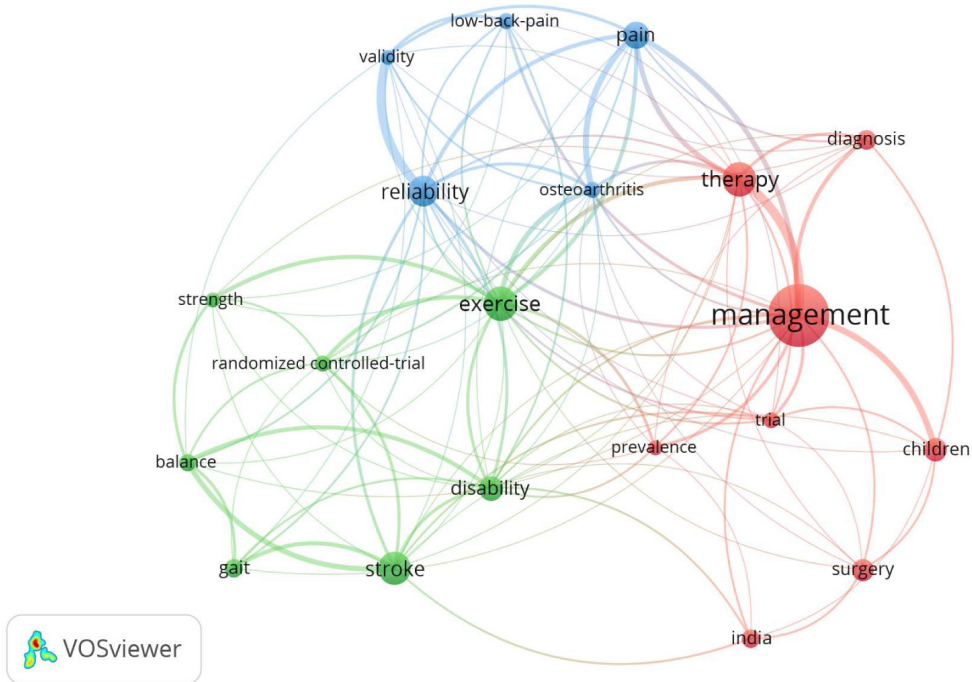 low-back-pain
pain
validity
diagnosis
therapy
reliability
osteoarthritis
strength
exercise
management
randomized controlled-trial
trial
prevalence
children
balance
disability
gait
stroke
surgery
india
VOSviewer